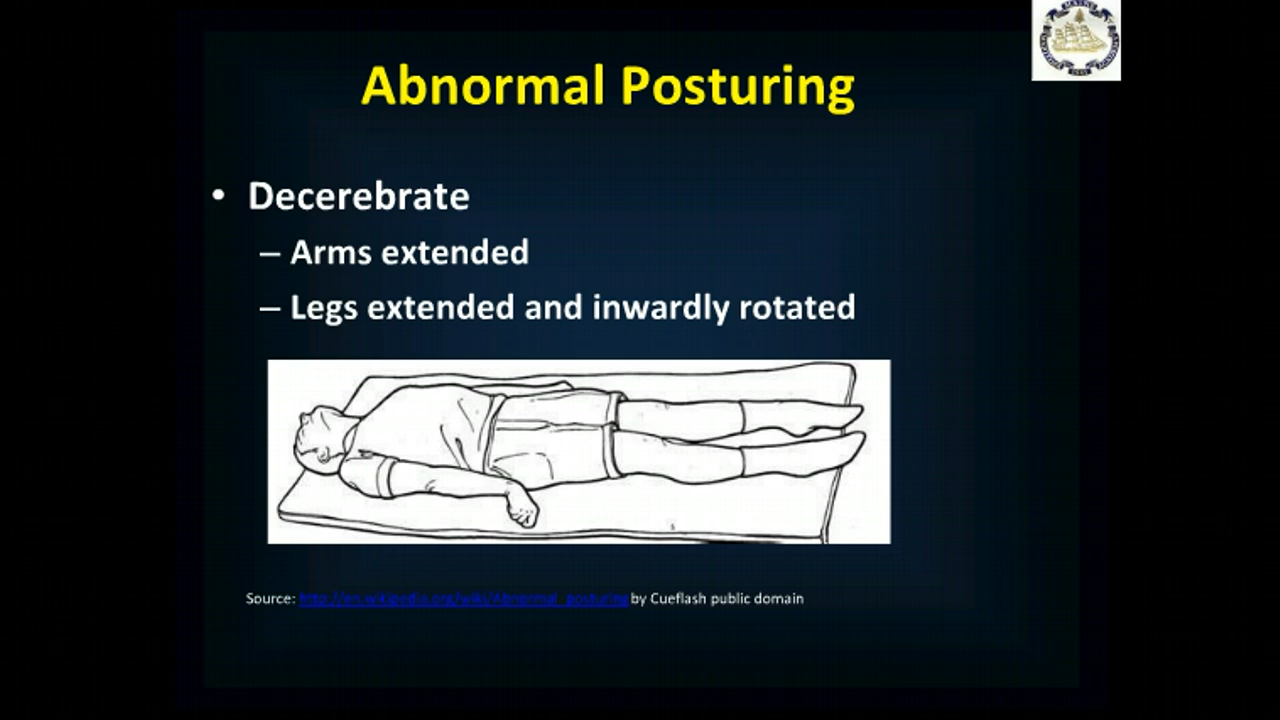 Abnormal Posturing
• Decerebrate
– Arms extended
– Legs extended and inwardly rotated
Source: http://en.wikipedia.org/wiki/Abnormal_posturing by Cueflash public domain